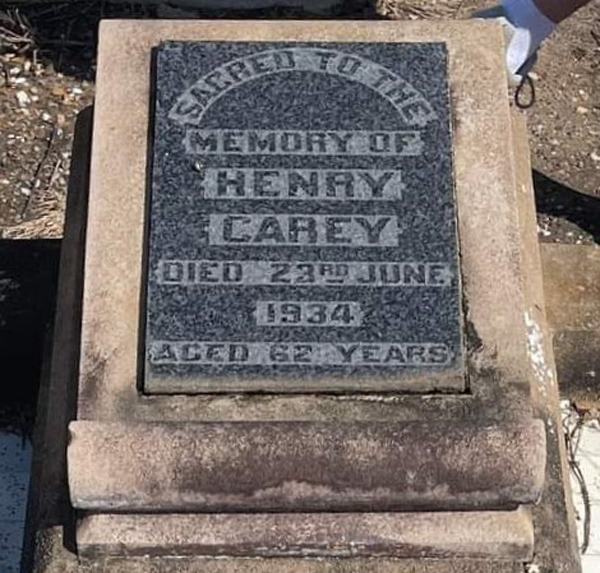 SACRED TO THE
MEMORY OF
HENRY
CAREY
DIED 23RD JUNE
1934
AGED 62 YEARS